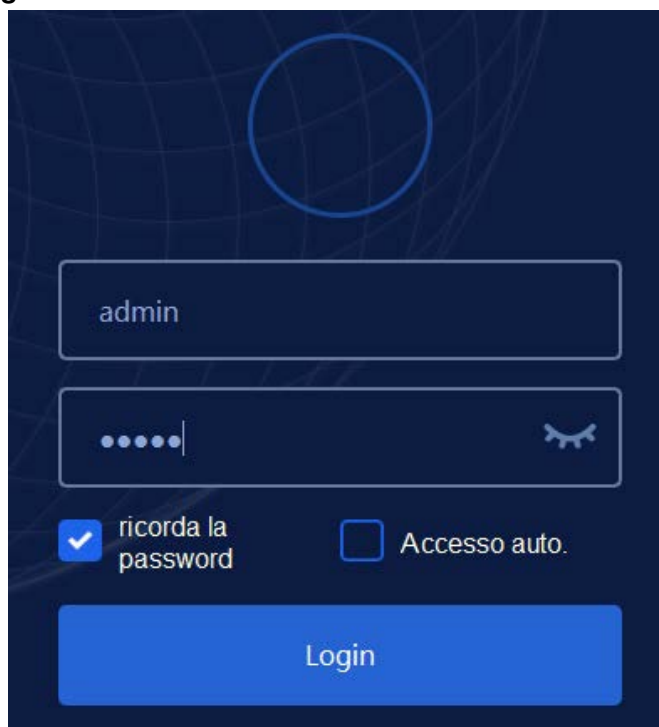 g
admin
•••••
ricorda la
password
Accesso auto.
Login